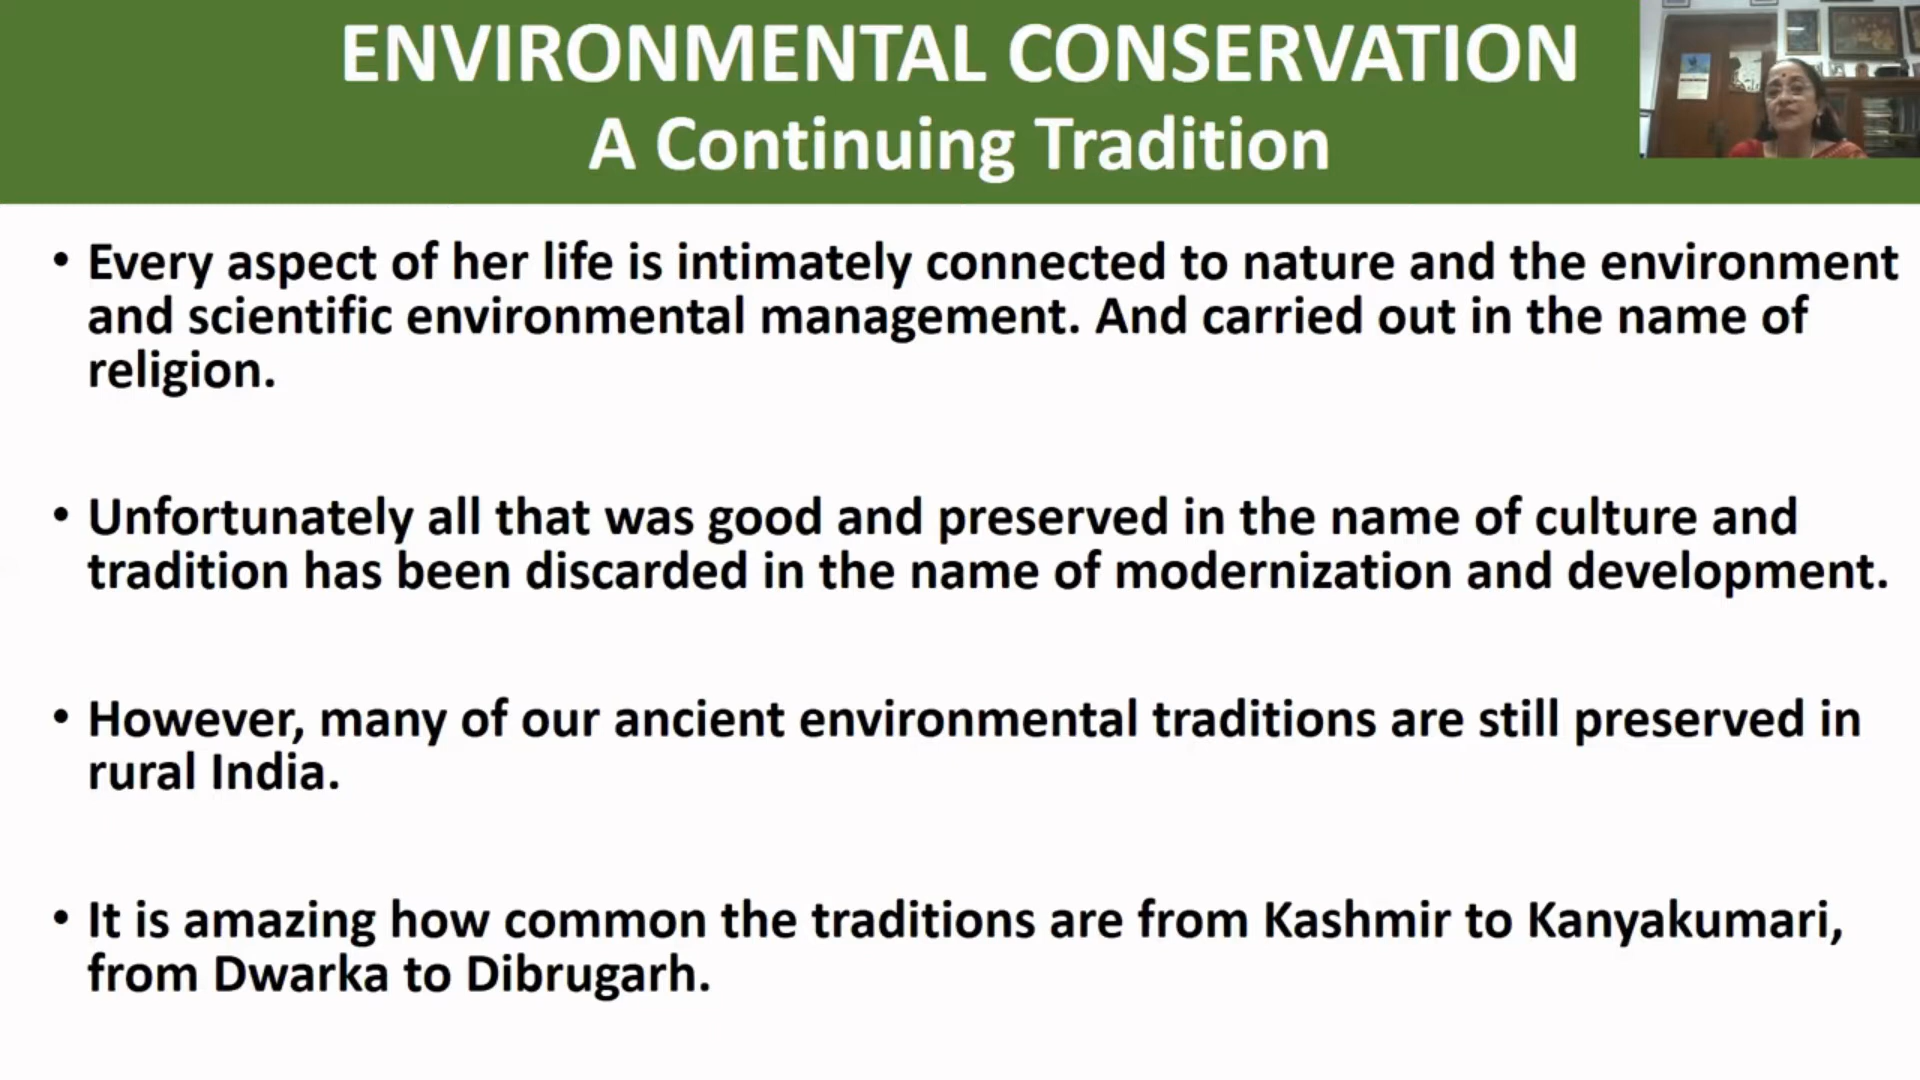 ENVIRONMENTAL CONSERVATION
A Continuing Tradition
• Every aspect of her life is intimately connected to nature and the environment
and scientific environmental management. And carried out in the name of
religion.
• Unfortunately all that was good and preserved in the name of culture and
tradition has been discarded in the name of modernization and development.
• However, many of our ancient environmental traditions are still preserved in
rural India.
• It is amazing how common the traditions are from Kashmir to Kanyakumari,
from Dwarka to Dibrugarh.